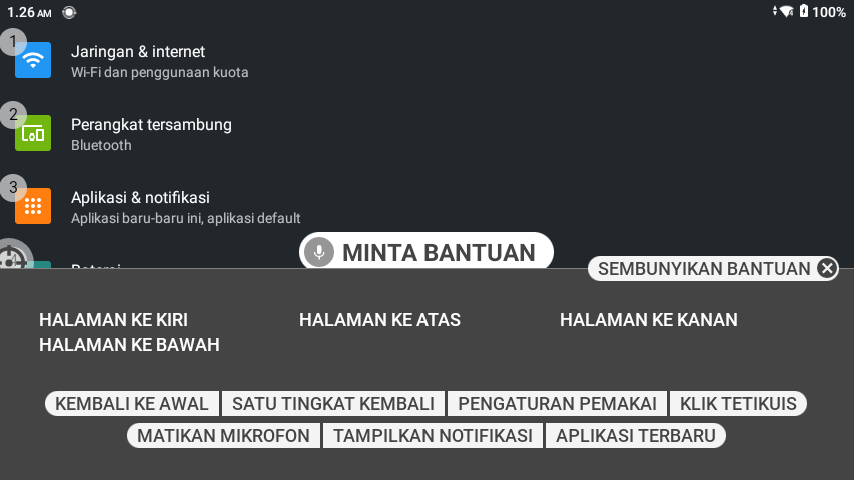 1.26 AM
100%
1
Jaringan & internet
Wi-Fi dan penggunaan kuota
2
Perangkat tersambung
Bluetooth
3
Aplikasi & notifikasi
Aplikasi baru-baru ini, aplikasi default
MINTA BANTUAN
SEMBUNYIKAN BANTUAN
HALAMAN KE KIRI
HALAMAN KE ATAS
HALAMAN KE KANAN
HALAMAN KE BAWAH
KEMBALI KE AWAL
SATU TINGKAT KEMBALI
PENGATURAN PEMAKAI
KLIK TETIKUIS
MATIKAN MIKROFON
TAMPILKAN NOTIFIKASI
APLIKASI TERBARU